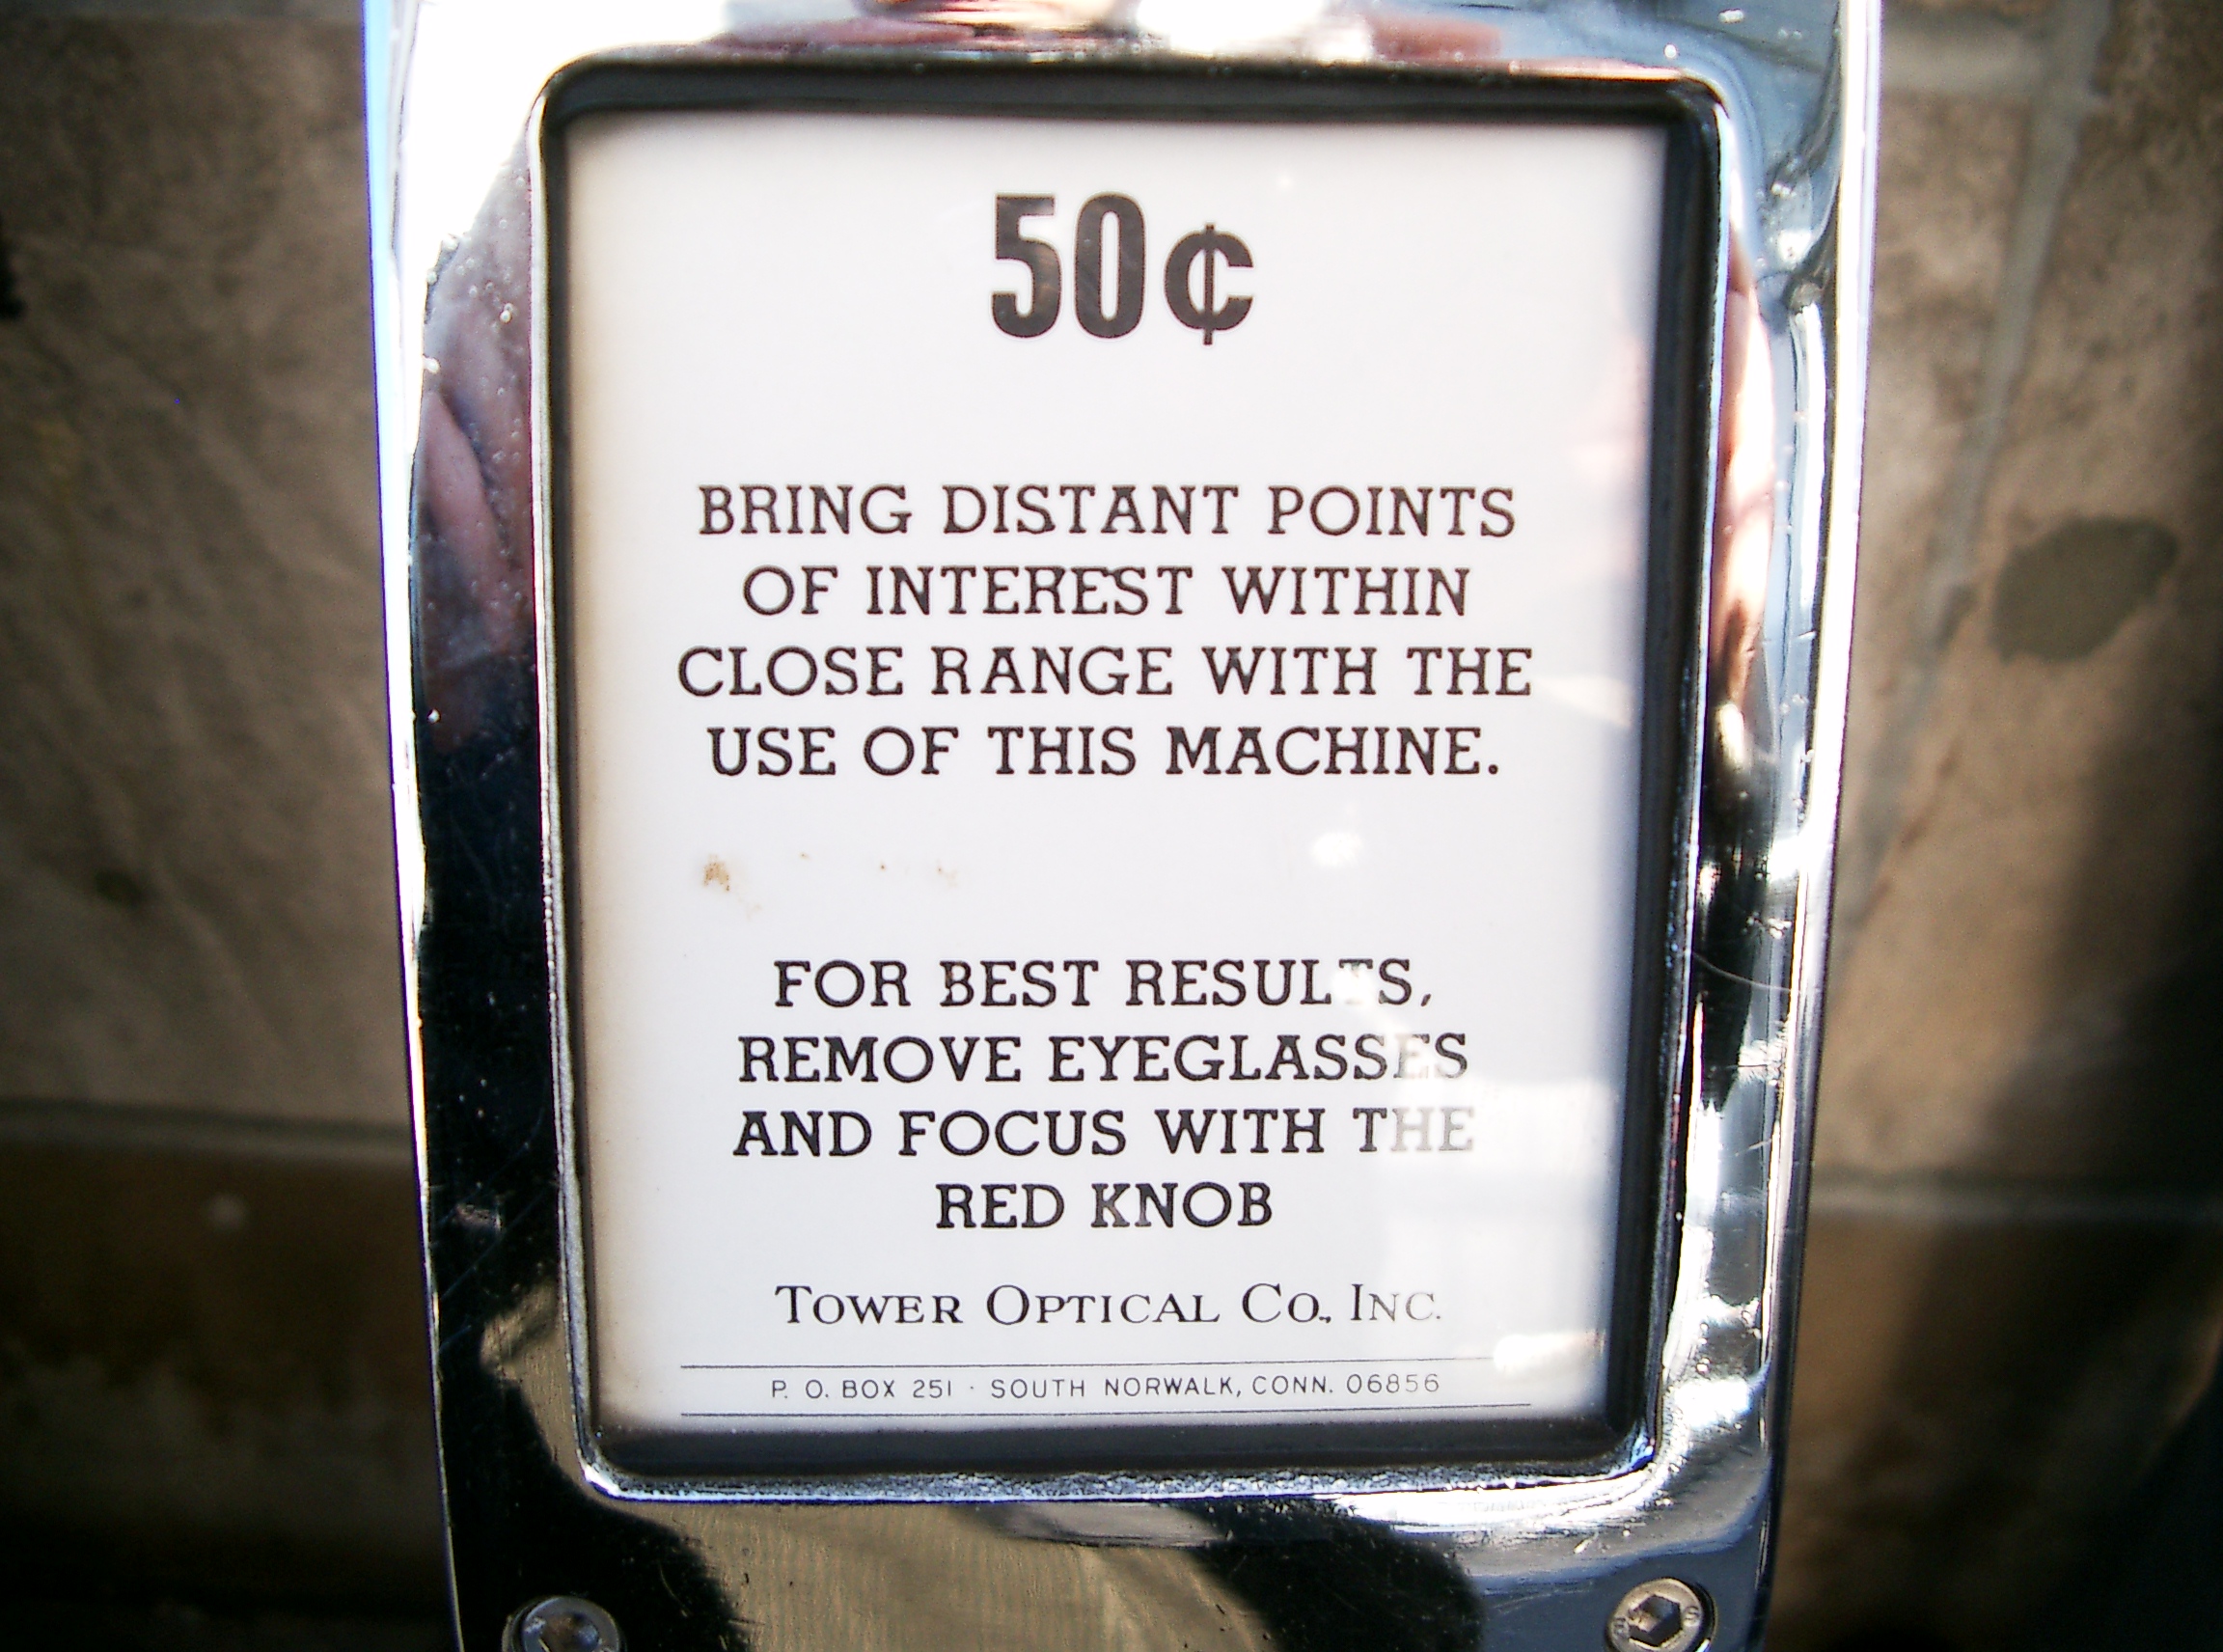 50¢
BRING DISTANT POINTS
OF INTEREST WITHIN
CLOSE RANGE WITH THE
USE OF THIS MACHINE.
FOR BEST RESULTS,
REMOVE EYEGLASSES
AND FOCUS WITH THE
RED KNOB
TOWER OPTICAL CO., INC.
P. O. BOX 251 · SOUTH NORWALK, CONN. 06856